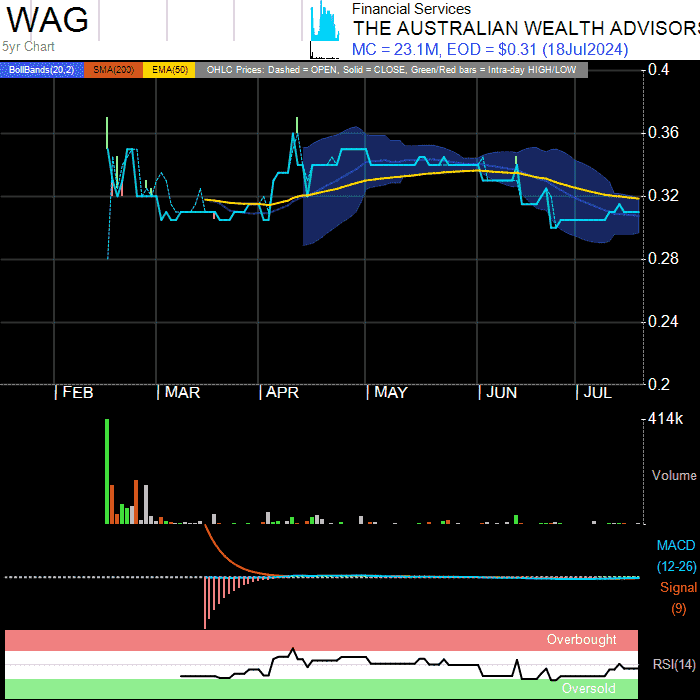 WAG
5yr Chart
Financial Services
THE AUSTRALIAN WEALTH ADVISORS
MC = 23.1M, EOD = $0.31 (18Jul2024)
BollBands(20,2) SMA(200) EMA(50) OHLC Prices: Dashed = OPEN, Solid = CLOSE, Green/Red bars = Intra-day HIGH/LOW
0.4
0.36
0.32
0.28
0.24
0.2
FEB MAR APR MAY JUN JUL
414k
Volume
MACD
(12-26)
Signal
(9)
Overbought
RSI(14)
Oversold